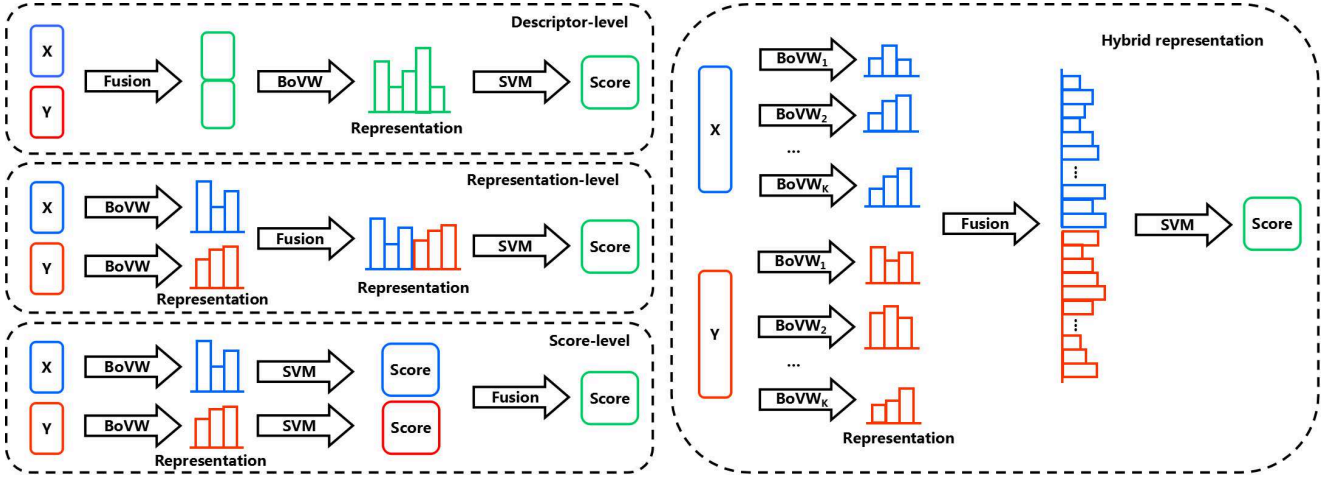 Descriptor-level
X
Y
Fusion
BoVW
Representation
SVM
Score
Representation-level
X
BoVW
Y
BoVW
Representation
Fusion
Representation
SVM
Score
Score-level
X
BoVW
SVM
Score
Y
BoVW
Representation
SVM
Score
Fusion
Score
Hybrid representation
X
BoVW₁
BoVW₂
...
BoVWK
Y
BoVW₁
BoVW₂
...
BoVWK
Representation
Fusion
...
...
SVM
Score